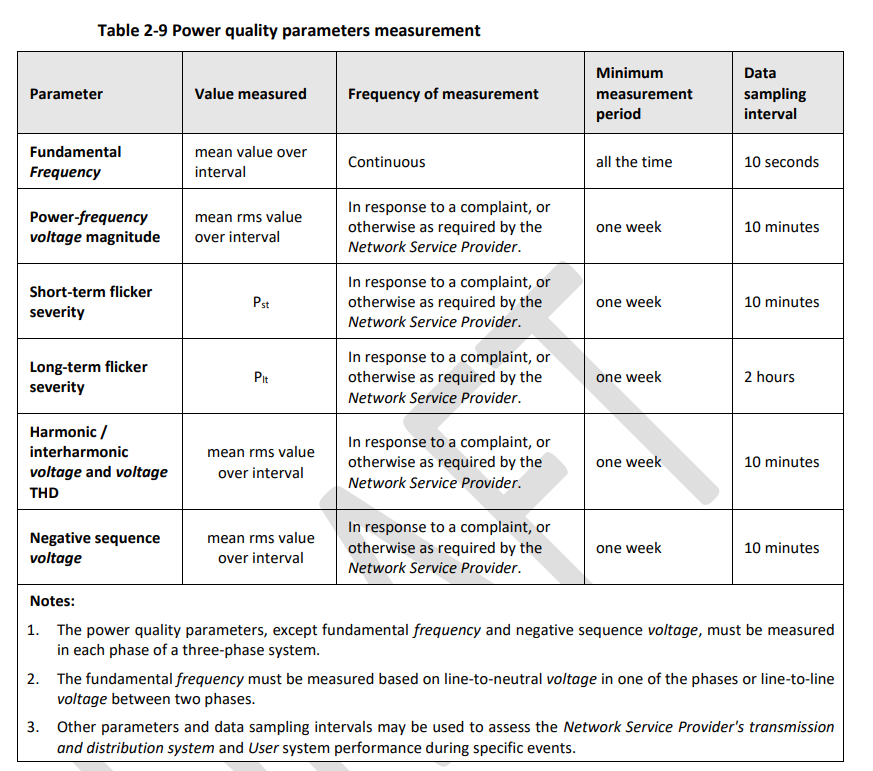 Table 2-9 Power quality parameters measurement
Parameter
Value measured
Frequency of measurement
Minimum
measurement
period
Data
sampling
interval
Fundamental
Frequency
mean value over
interval
Continuous
all the time
10 seconds
Power-frequency
voltage magnitude
mean rms value
over interval
In response to a complaint, or
otherwise as required by the
Network Service Provider.
one week
10 minutes
Short-term flicker
severity
Pst
In response to a complaint, or
otherwise as required by the
Network Service Provider.
one week
10 minutes
Long-term flicker
severity
Plt
In response to a complaint, or
otherwise as required by the
Network Service Provider.
one week
2 hours
Harmonic /
interharmonic
voltage and voltage
THD
mean rms value
over interval
In response to a complaint, or
otherwise as required by the
Network Service Provider.
one week
10 minutes
Negative sequence
voltage
mean rms value
over interval
In response to a complaint, or
otherwise as required by the
Network Service Provider.
one week
10 minutes
Notes:
1. The power quality parameters, except fundamental frequency and negative sequence voltage, must be measured
in each phase of a three-phase system.
2. The fundamental frequency must be measured based on line-to-neutral voltage in one of the phases or line-to-line
voltage between two phases.
3. Other parameters and data sampling intervals may be used to assess the Network Service Provider's transmission
and distribution system and User system performance during specific events.